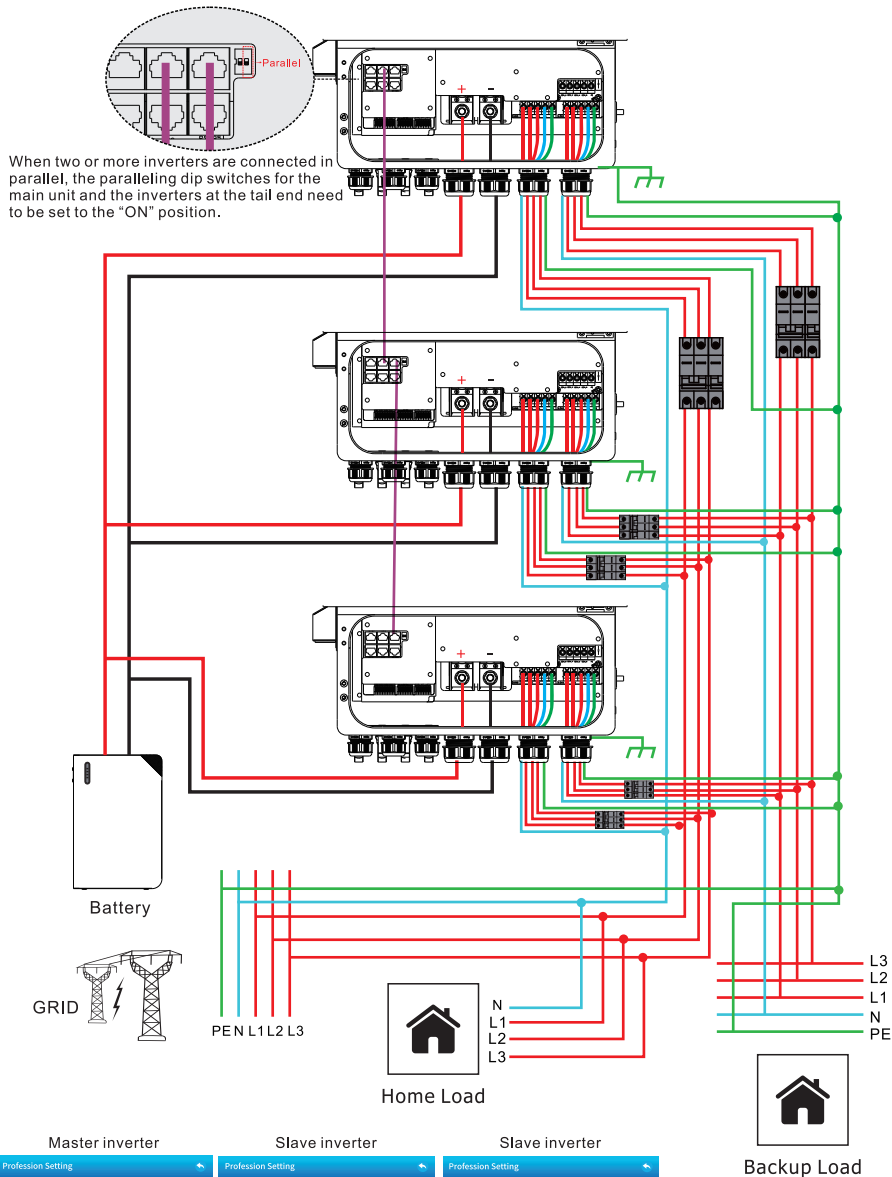 Parallel
When two or more inverters are connected in
parallel, the paralleling dip switches for the
main unit and the inverters at the tail end need
to be set to the “ON” position.
+ -
+ -
+ -
Battery
GRID
PE N L1 L2 L3
N
L1
L2
L3
Home Load
L3
L2
L1
N
PE
Backup Load
Master inverter
Slave inverter
Slave inverter
Profession Setting
Profession Setting
Profession Setting